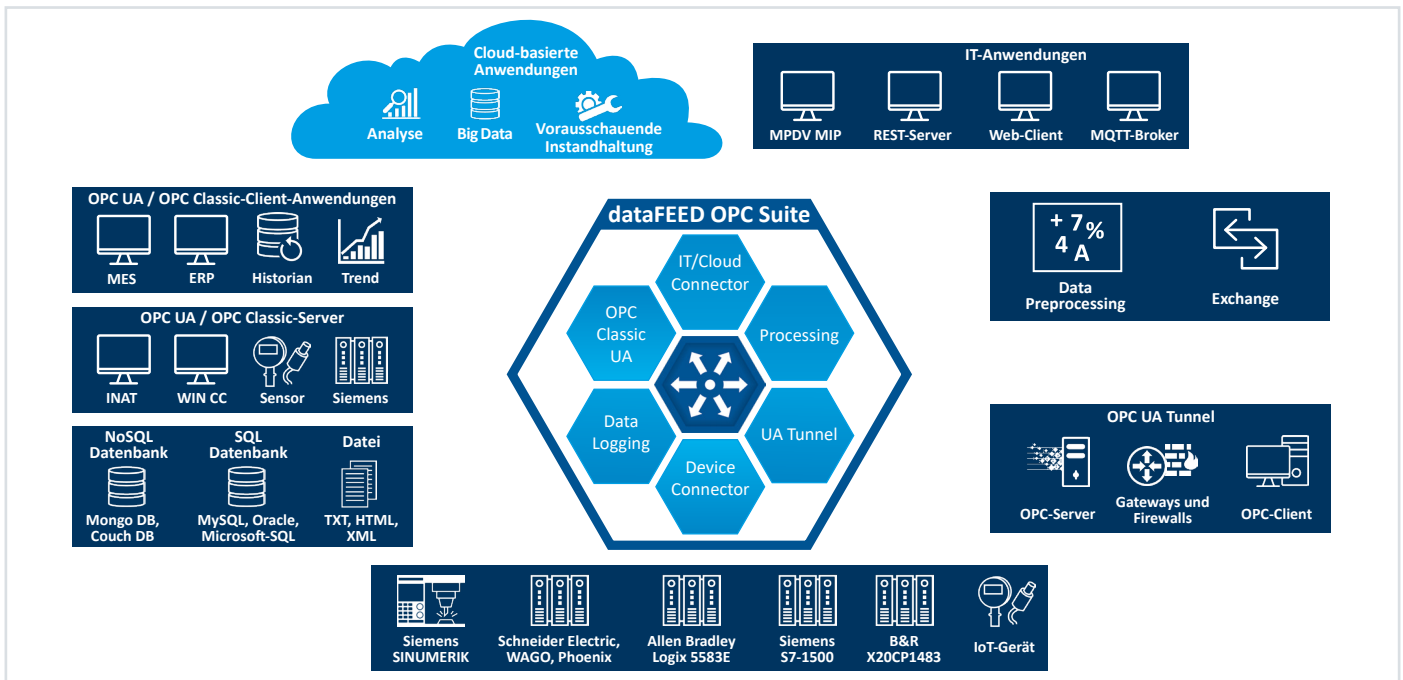 Cloud-basierte
Anwendungen
Analyse
Big Data
Vorausschauende
Instandhaltung
IT-Anwendungen
MPDV MIP
REST-Server
Web-Client
MQTT-Broker
OPC UA / OPC Classic-Client-Anwendungen
MES
ERP
Historian
Trend
OPC UA / OPC Classic-Server
INAT
WIN CC
Sensor
Siemens
NoSQL
Datenbank
Mongo DB,
Couch DB
SQL
Datenbank
MySQL, Oracle,
Microsoft-SQL
Datei
TXT, HTML,
XML
dataFEED OPC Suite
IT/Cloud
Connector
OPC
Classic
UA
Processing
Data
Logging
UA Tunnel
Device
Connector
+ 7%
4 A
Data
Preprocessing
Exchange
OPC UA Tunnel
OPC-Server
Gateways und
Firewalls
OPC-Client
Siemens
SINUMERIK
Schneider Electric,
WAGO, Phoenix
Allen Bradley
Logix 5583E
Siemens
S7-1500
B&R
X20CP1483
IoT-Gerät